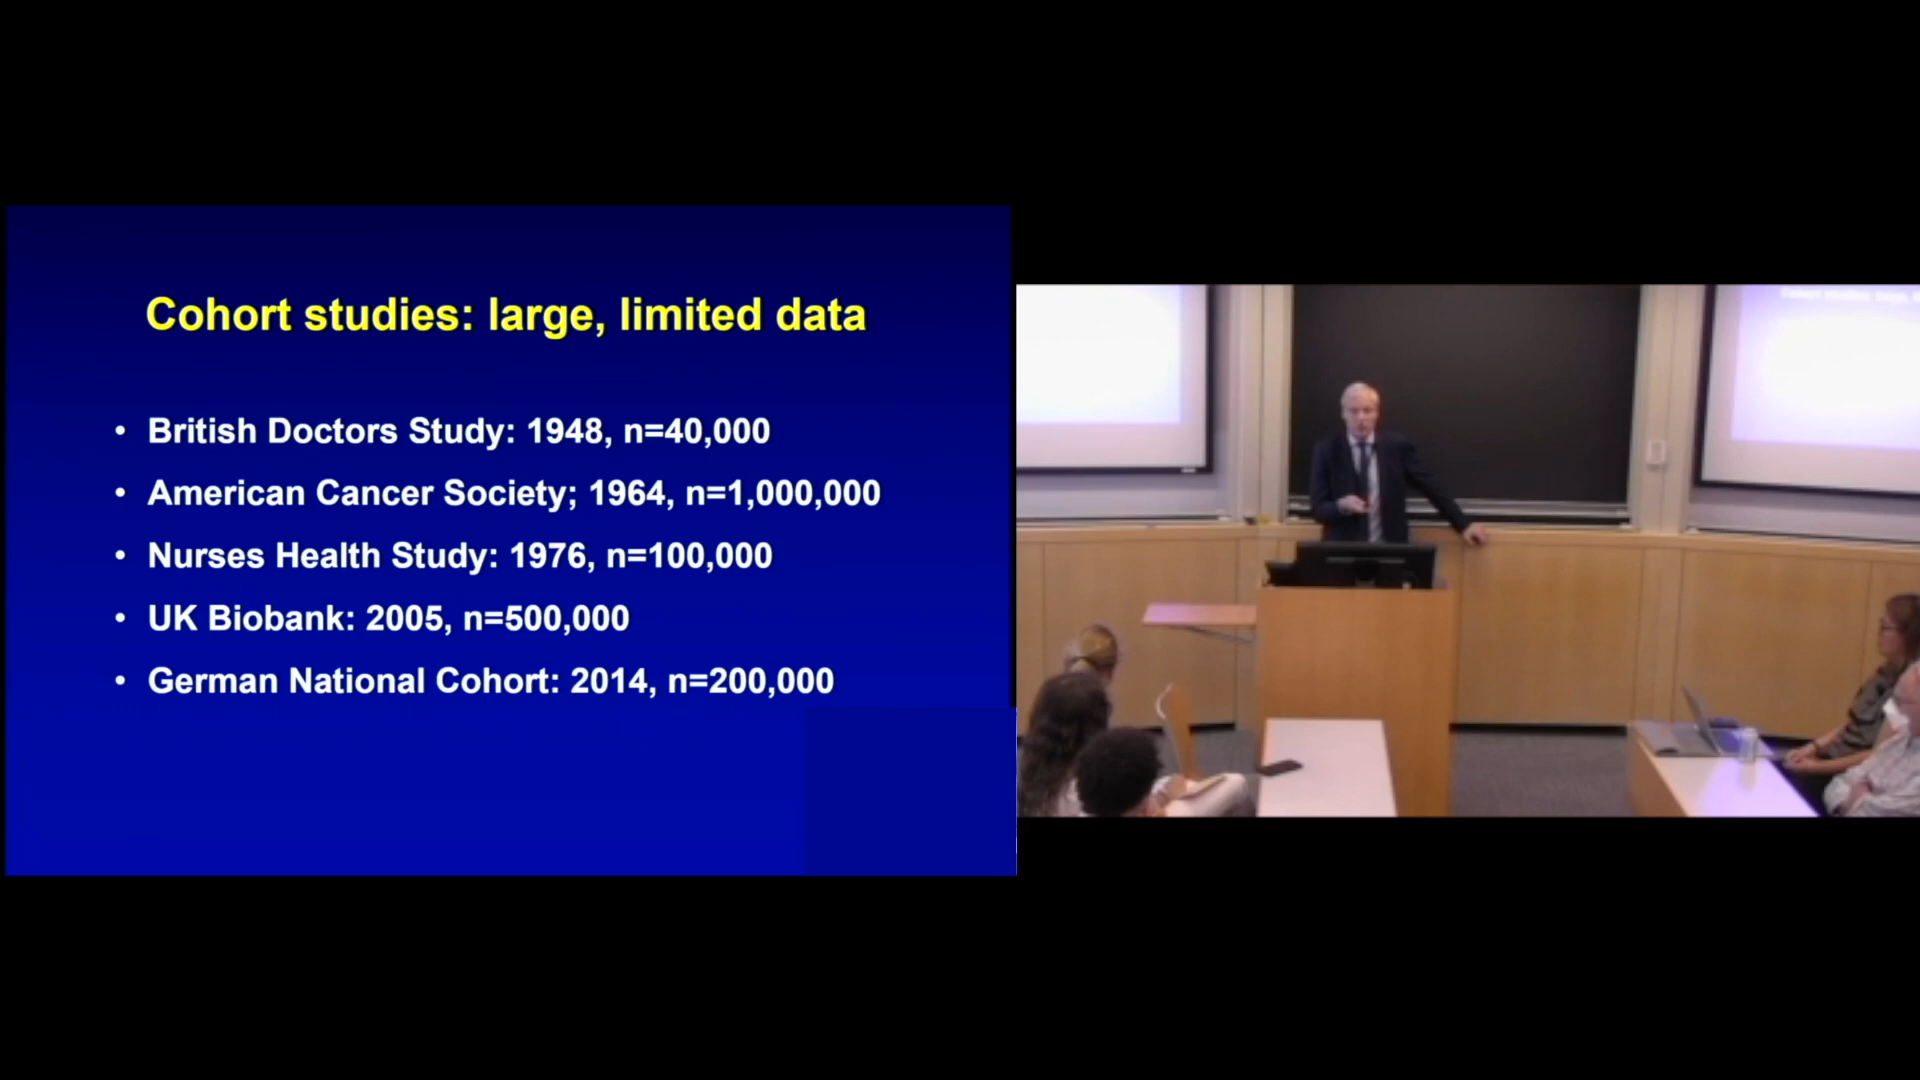 Cohort studies: large, limited data
• British Doctors Study: 1948, n=40,000
• American Cancer Society; 1964, n=1,000,000
• Nurses Health Study: 1976, n=100,000
• UK Biobank: 2005, n=500,000
• German National Cohort: 2014, n=200,000